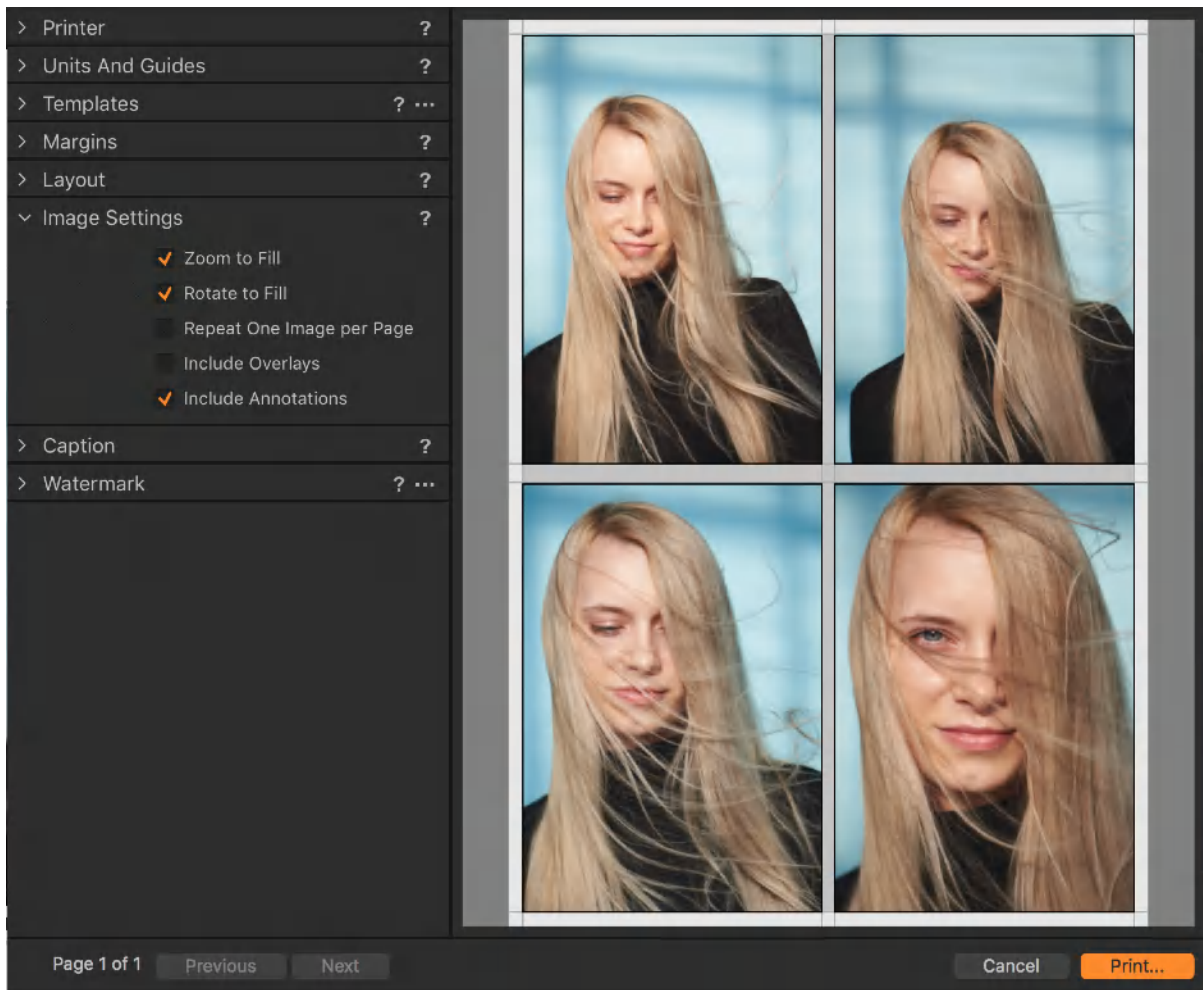 Printer ?
Units And Guides ?
Templates ? ...
Margins ?
Layout ?
Image Settings ?
Zoom to Fill
Rotate to Fill
Repeat One Image per Page
Include Overlays
Include Annotations
Caption ?
Watermark ? ...
Page 1 of 1 Previous Next Cancel Print...